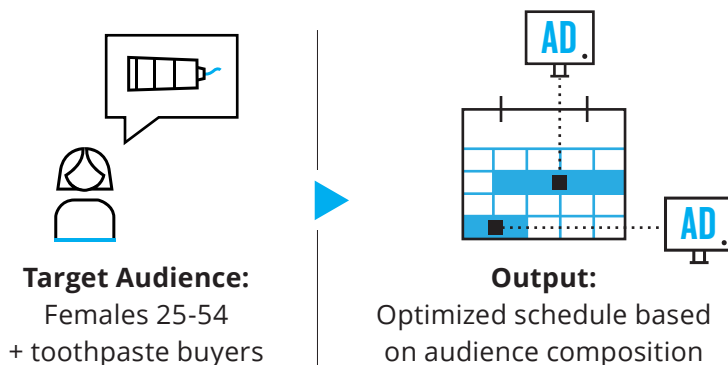 AD
AD
Target Audience:
Females 25-54
+ toothpaste buyers
Output:
Optimized schedule based
on audience composition